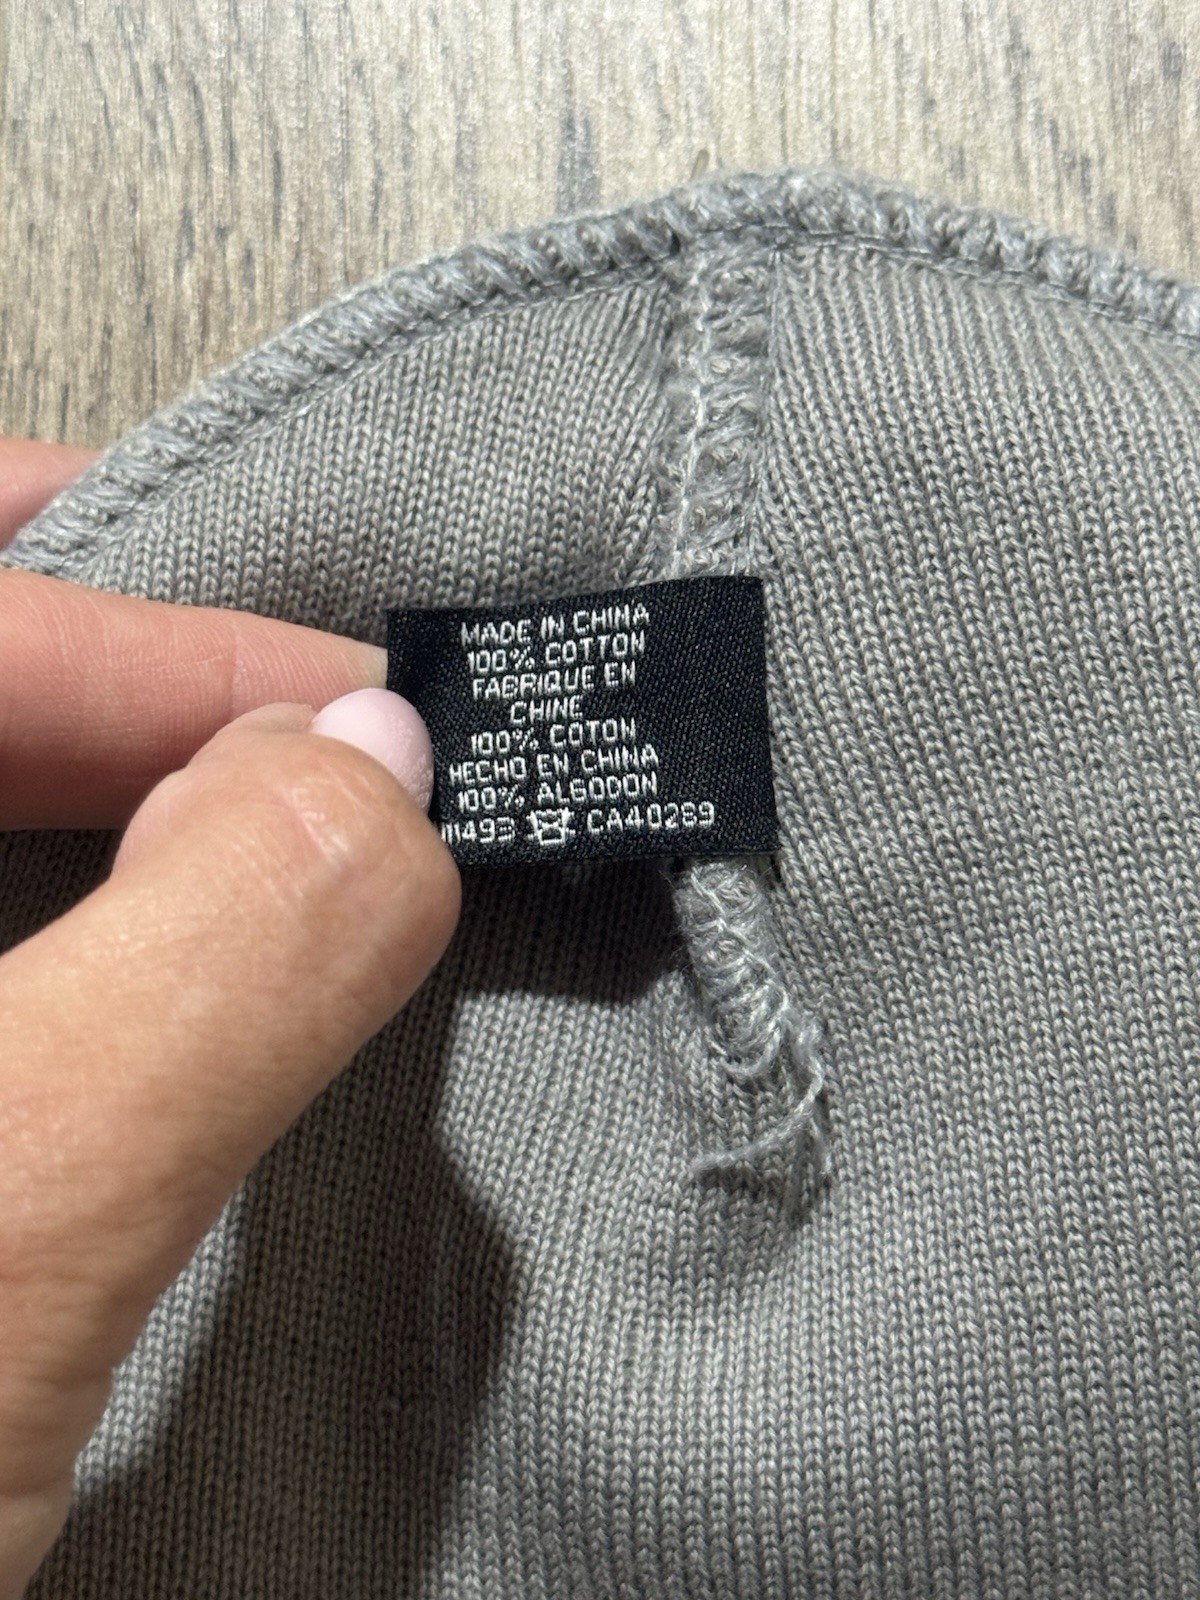 MADE IN CHINA
100% COTTON
FABRIQUE EN
CHINE
100% COTON
HECHO EN CHINA
100% ALGODON
CA40289